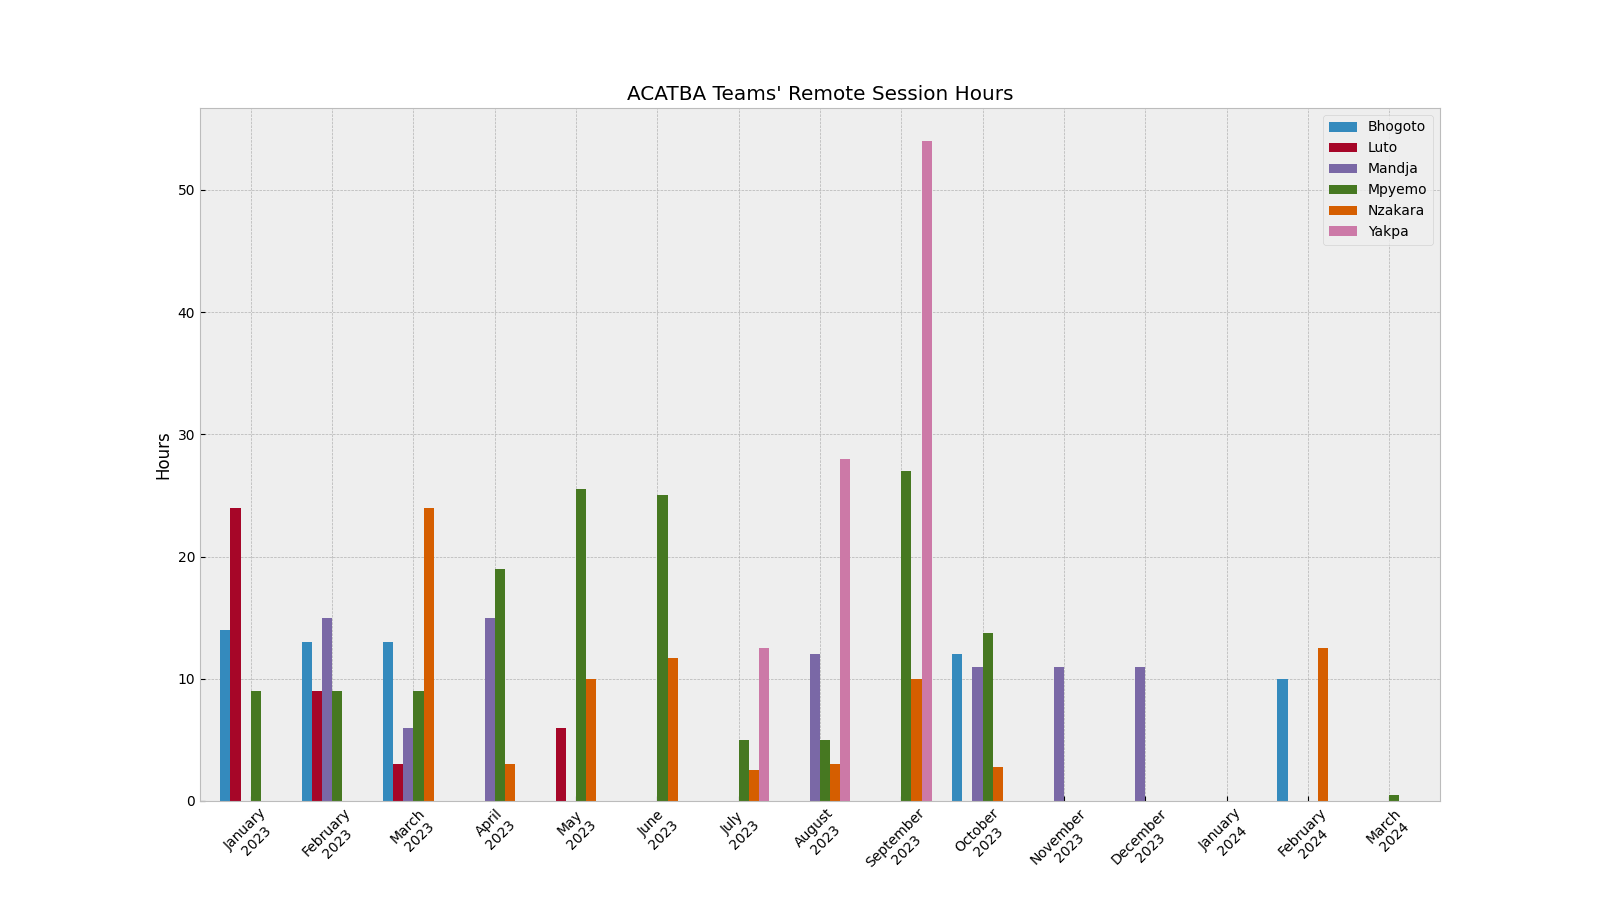 ACATBA Teams' Remote Session Hours
Bhogoto
Luto
Mandja
Mpyemo
Nzakara
Yakpa
Hours
50
40
30
20
10
0
January
2023
February
2023
March
2023
April
2023
May
2023
June
2023
July
2023
August
2023
September
2023
October
2023
November
2023
December
2023
January
2024
February
2024
March
2024